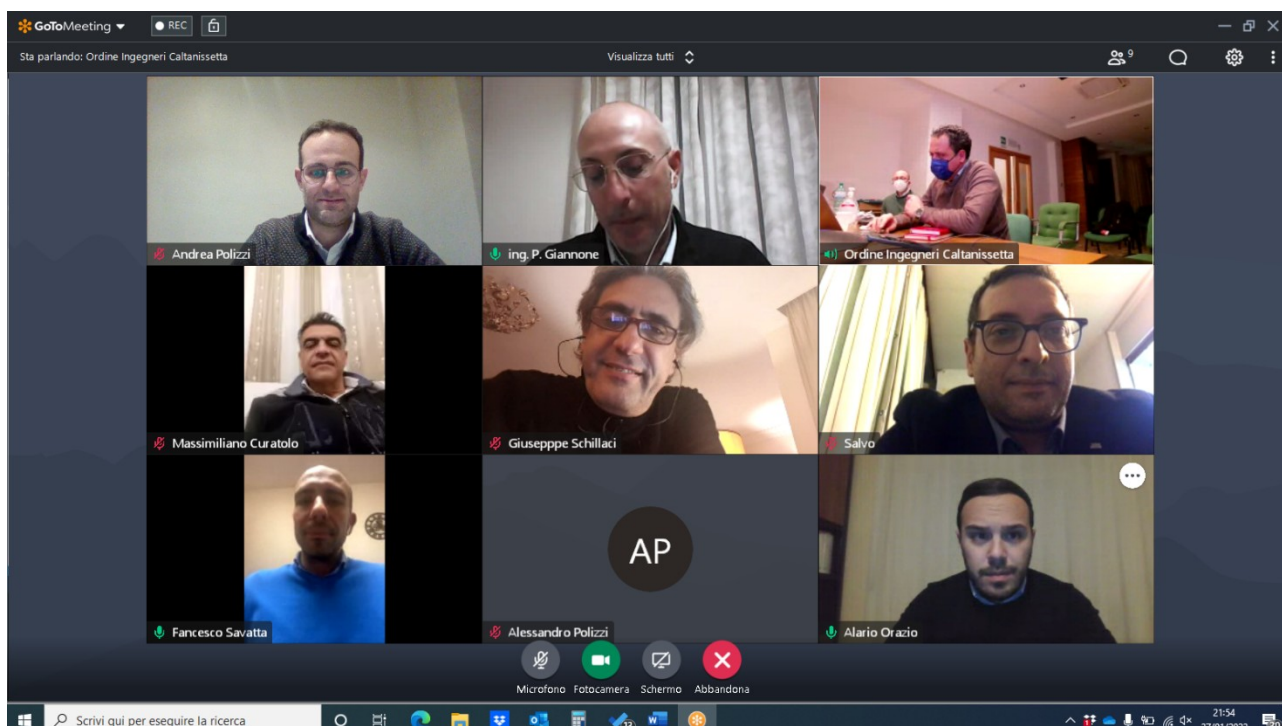 GoToMeeting
REC
Sta parlando: Ordine Ingegneri Caltanissetta
Visualizza tutti
9
Andrea Polizzi
ing. P. Giannone
Ordine Ingegneri Caltanissetta
Massimiliano Curatolo
Giusepppe Schillaci
Salvo
AP
Fancesco Savatta
Alessandro Polizzi
Alario Orazio
Microfono
Fotocamera
Schermo
Abbandona
Scrivi qui per eseguire la ricerca
21:54